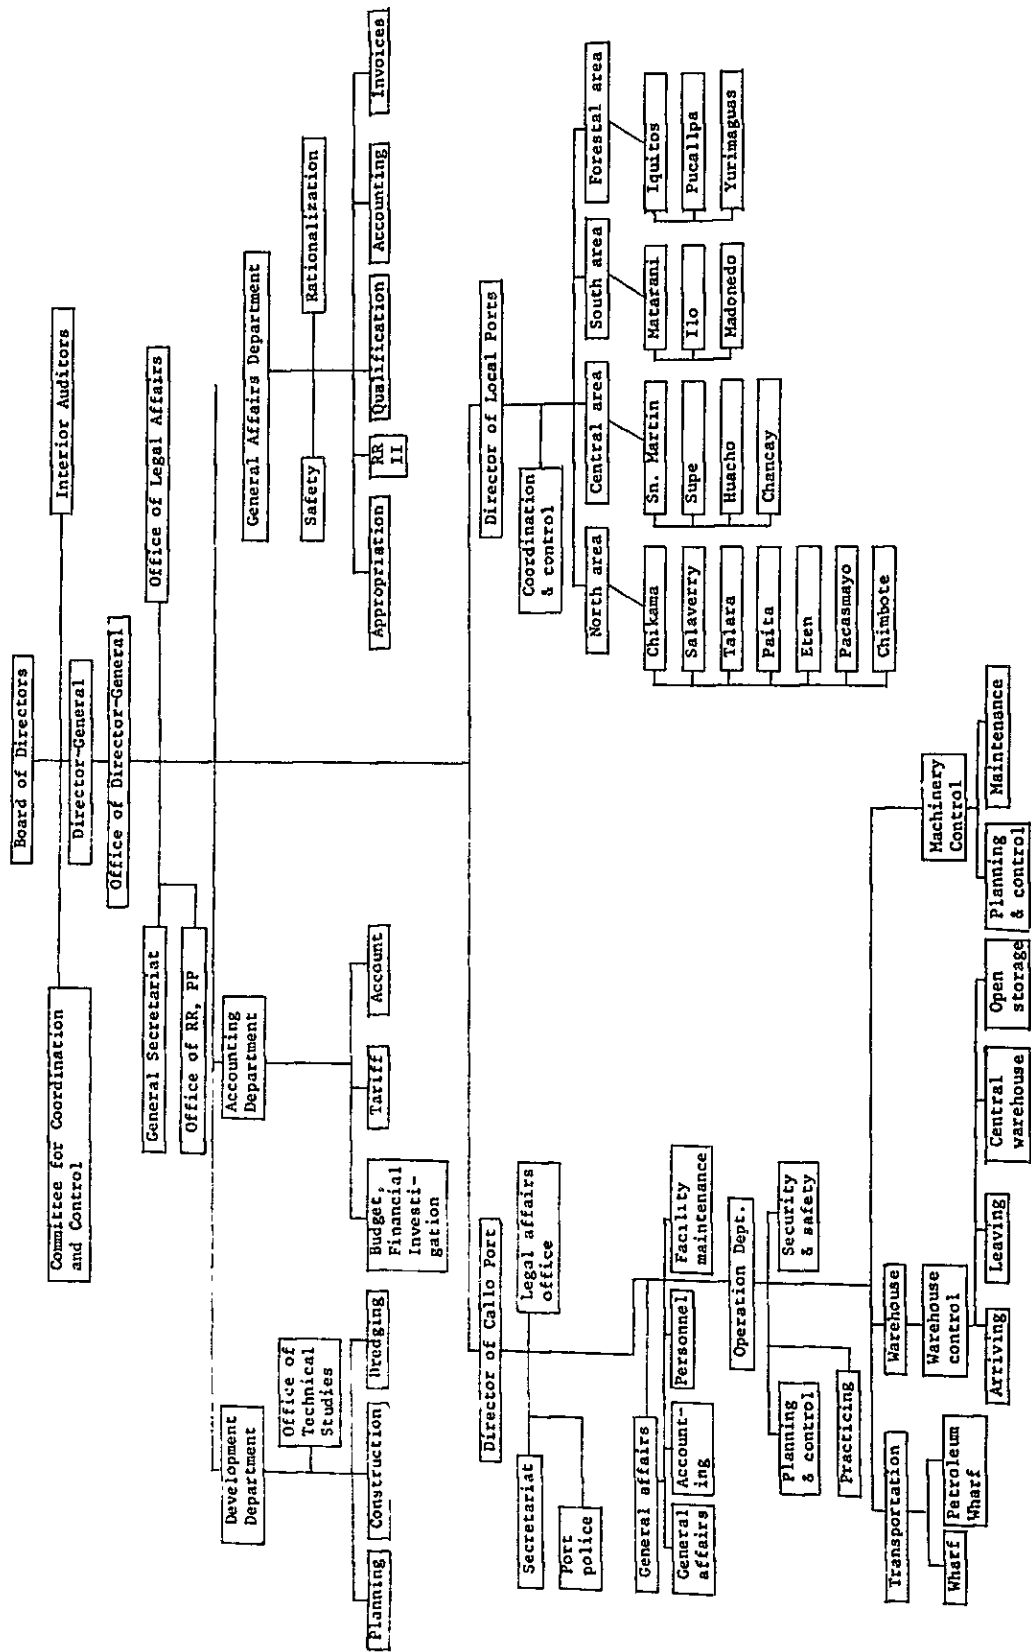 Board of Directors
Committee for Coordination
and Control
Interior Auditors
Director-General
Office of Director-General
General Secretariat
Office of Legal Affairs
Office of RR, PP
Development
Department
Accounting
Department
General Affairs Department
Office of
Technical
Studies
Safety
Rationalization
Planning
Construction
Dredging
Budget,
Financial
Investi-
gation
Tariff
Account
Appropriation
RR
II
Qualification
Accounting
Invoices
Director of Callo Port
Director of Local Ports
Secretariat
Legal affairs
office
Port
police
Coordination
& control
North area
Central area
South area
Forestal area
Chikama
Salaverry
Talara
Paita
Eten
Pacasmayo
Chimbote
Sn. Martin
Supe
Huacho
Chancay
Matarani
Ilo
Madonedo
Iquitos
Pucallpa
Yurimaguas
General affairs
General
affairs
Account-
ing
Personnel
Facility
maintenance
Operation Dept.
Planning
& control
Security
& safety
Practicing
Transportation
Warehouse
Machinery
Control
Wharf
Petroleum
Wharf
Warehouse
control
Planning
& control
Maintenance
Arriving
Leaving
Central
warehouse
Open
storage